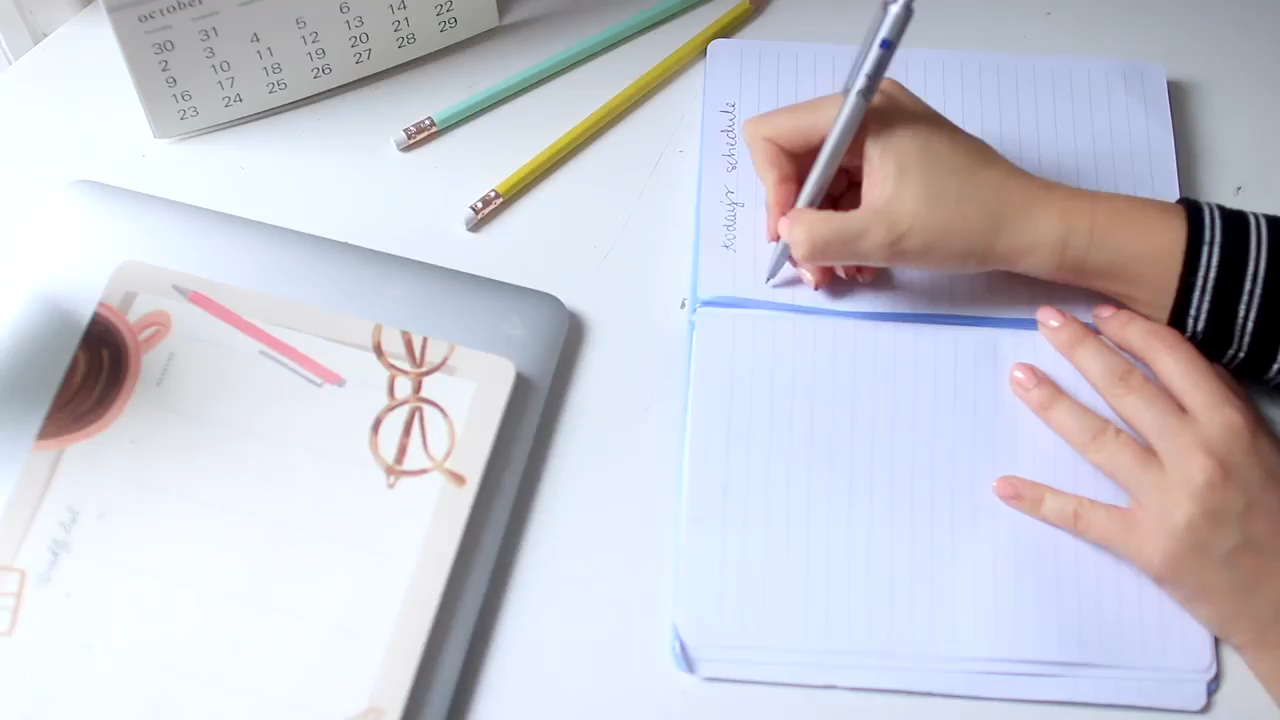 october
30 31
2 3 4 5 6
9 10 11 12 13 14
16 17 18 19 20 21 22
23 24 25 26 27 28 29
today's schedule